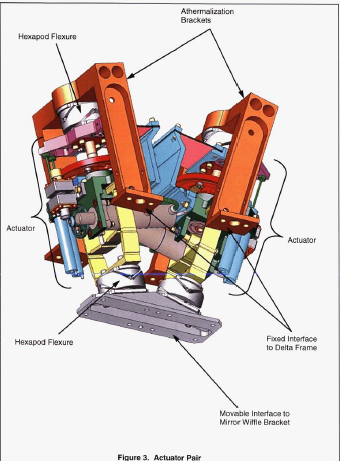 Athermalization
Brackets
Hexapod Flexure
Actuator
Actuator
Hexapod Flexure
Fixed Interface
to Delta Frame
Movable Interface to
Mirror Wiffle Bracket
Figure 3. Actuator Pair